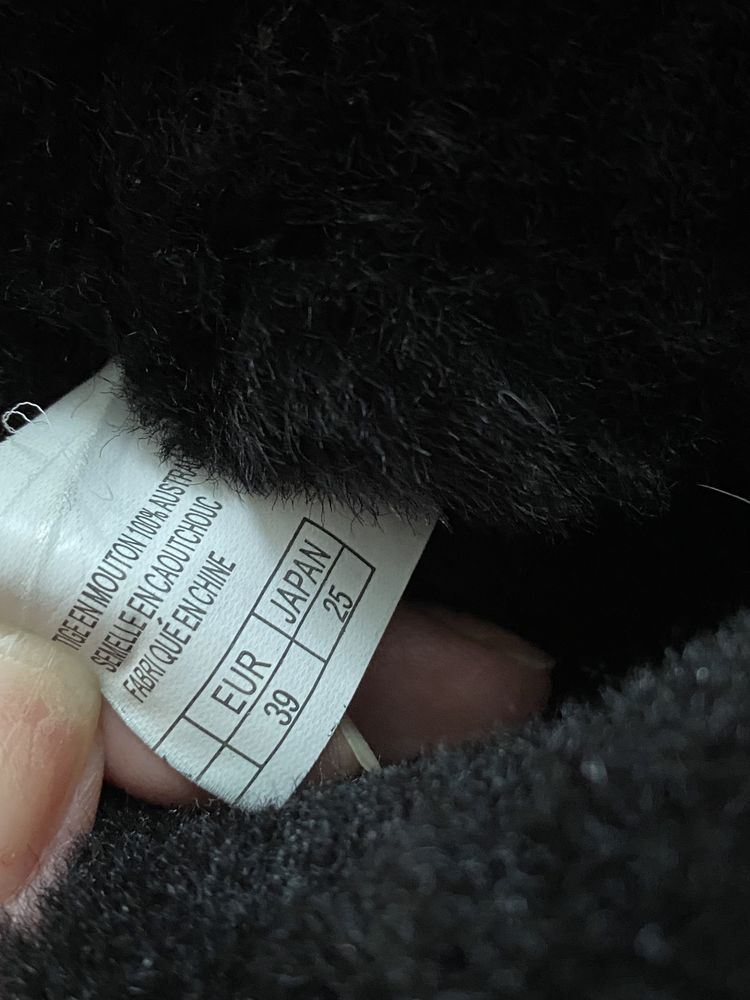 TIGE EN MOUTON 100% AUSTRA
SEMELLE EN CAOUTCHOUC
FABRIQUÉ EN CHINE
EUR JAPAN
39 25